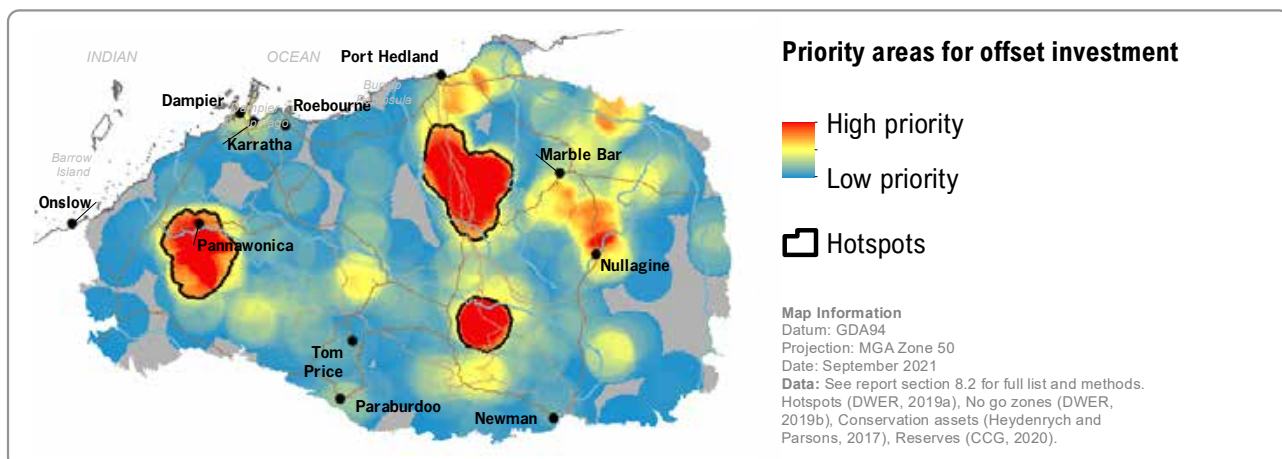 INDIAN
OCEAN
Port Hedland
Dampier
Roebourne
Karratha
Barrow
Island
Marble Bar
Onslow
Pannawonica
Nullagine
Tom
Price
Paraburdoo
Newman
Priority areas for offset investment
High priority
Low priority
Hotspots
Map Information
Datum: GDA94
Projection: MGA Zone 50
Date: September 2021
Data: See report section 8.2 for full list and methods.
Hotspots (DWER, 2019a), No go zones (DWER,
2019b), Conservation assets (Heydenrych and
Parsons, 2017), Reserves (CCG, 2020).